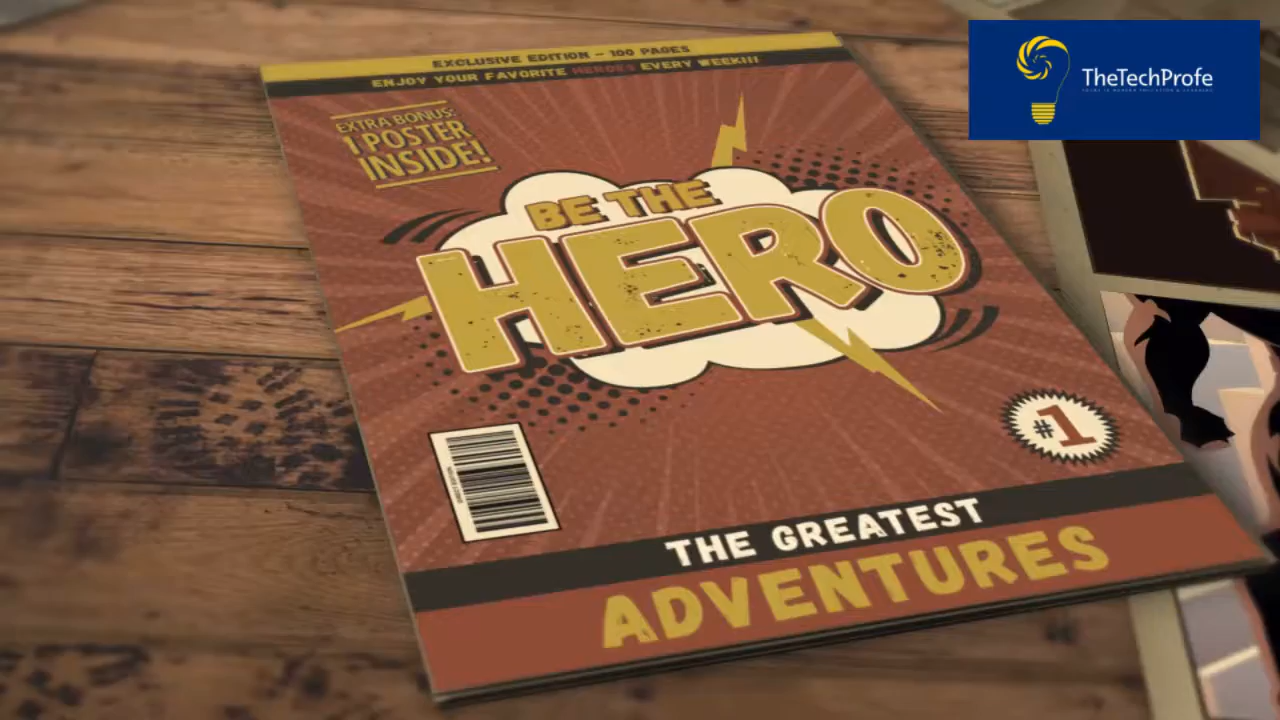 EXCLUSIVE EDITION - 100 PAGES
ENJOY YOUR FAVORITE HEROES EVERY WEEK!!!
EXTRA BONUS:
1 POSTER
INSIDE!
BE THE
HERO
#1
THE GREATEST
ADVENTURES
TheTechProfe